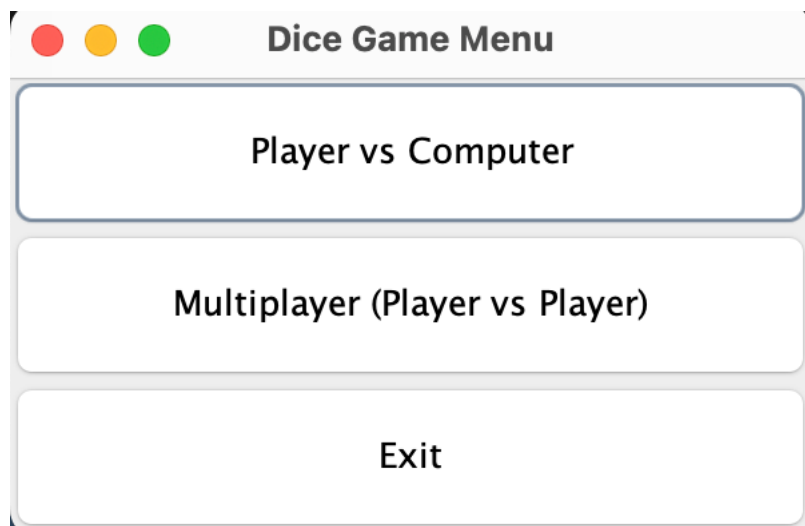 Dice Game Menu
Player vs Computer
Multiplayer (Player vs Player)
Exit